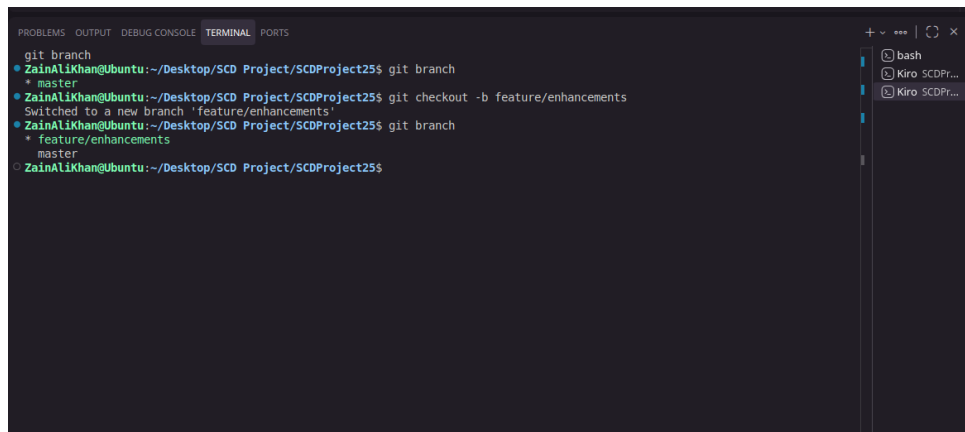 PROBLEMS OUTPUT DEBUG CONSOLE TERMINAL PORTS
git branch
ZainAliKhan@Ubuntu:~/Desktop/SCD Project/SCDProject25$ git branch
* master
ZainAliKhan@Ubuntu:~/Desktop/SCD Project/SCDProject25$ git checkout -b feature/enhancements
Switched to a new branch 'feature/enhancements'
ZainAliKhan@Ubuntu:~/Desktop/SCD Project/SCDProject25$ git branch
* feature/enhancements
master
ZainAliKhan@Ubuntu:~/Desktop/SCD Project/SCDProject25$
bash
Kiro SCDPr...
Kiro SCDPr...